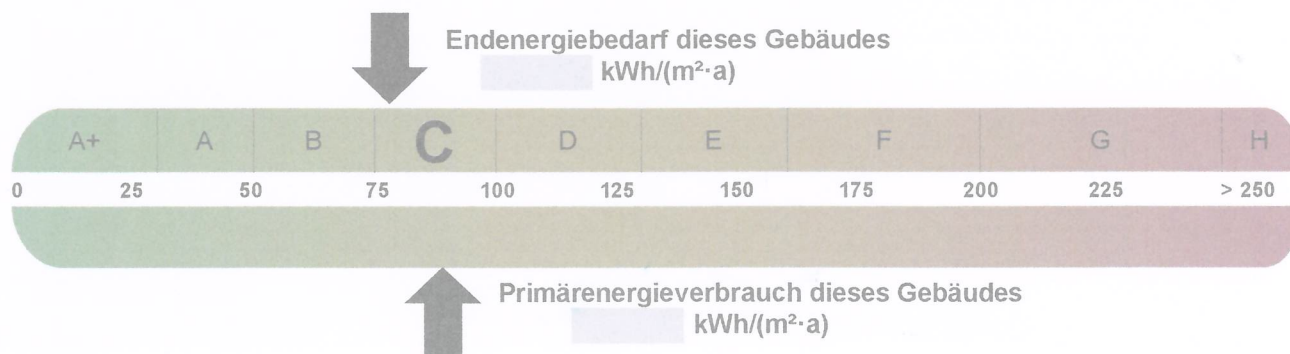 Endenergiebedarf dieses Gebäudes
kWh/(m²·a)
A+ A B C D E F G H
0 25 50 75 100 125 150 175 200 225 > 250
Primärenergieverbrauch dieses Gebäudes
kWh/(m²·a)